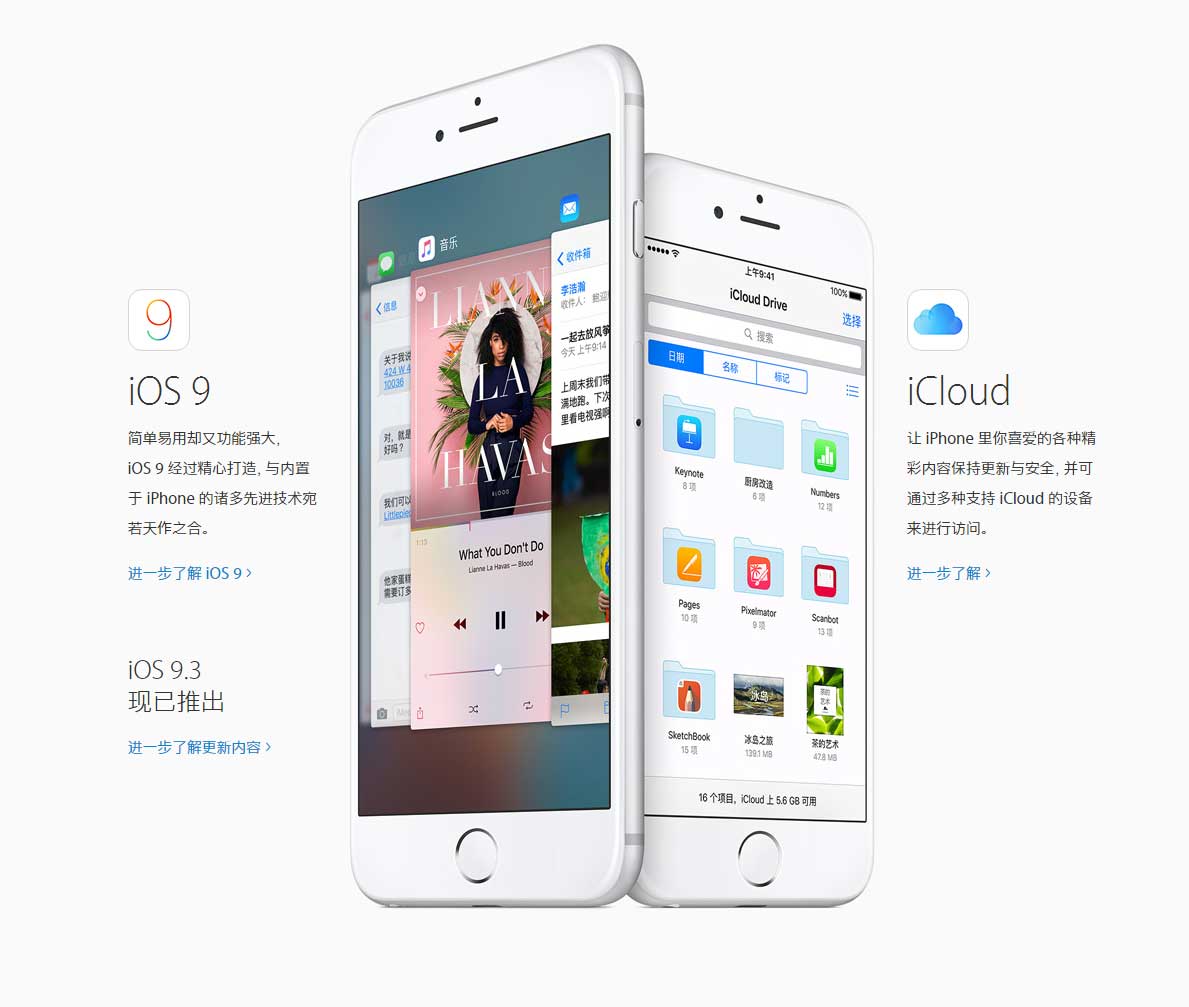 iOS 9
简单易用却又功能强大，
iOS 9 经过精心打造，与内置
于 iPhone 的诸多先进技术宛
若天作之合。
进一步了解 iOS 9 >
iOS 9.3
现已推出
进一步了解更新内容 >
信息
关于我说
424 W 4
10036
对，就是
好吗？
我们可以
Littlepiec
他家蛋糕
需要订多
音乐
LIANN
LA
HAVAS
BLOOD
1:13
What You Don't Do
Lianne La Havas — Blood
收件箱
李浩瀚
收件人：
一起去放风筝
今天 上午9:14
上周末我们带
满地跑。下次
里看电视强啊
上午9:41
100%
iCloud Drive
选择
搜索
日期
名称
标记
Keynote
8 项
厨房改造
6 项
Numbers
12 项
Pages
10 项
Pixelmator
9 项
Scanbot
13 项
SketchBook
15 项
冰岛
冰岛之旅
139.1 MB
茶的
艺术
茶的艺术
47.8 MB
16 个项目，iCloud 上 5.6 GB 可用
iCloud
让 iPhone 里你喜爱的各种精
彩内容保持更新与安全，并可
通过多种支持 iCloud 的设备
来进行访问。
进一步了解 >